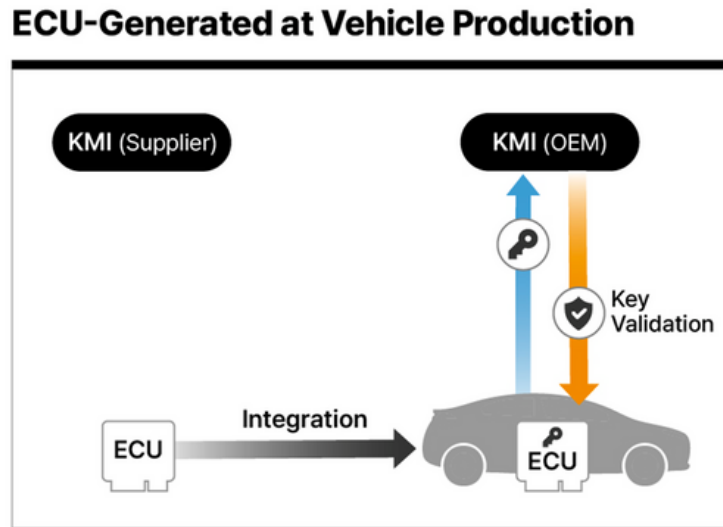 ECU-Generated at Vehicle Production
KMI (Supplier)
KMI (OEM)
Key
Validation
Integration
ECU
ECU